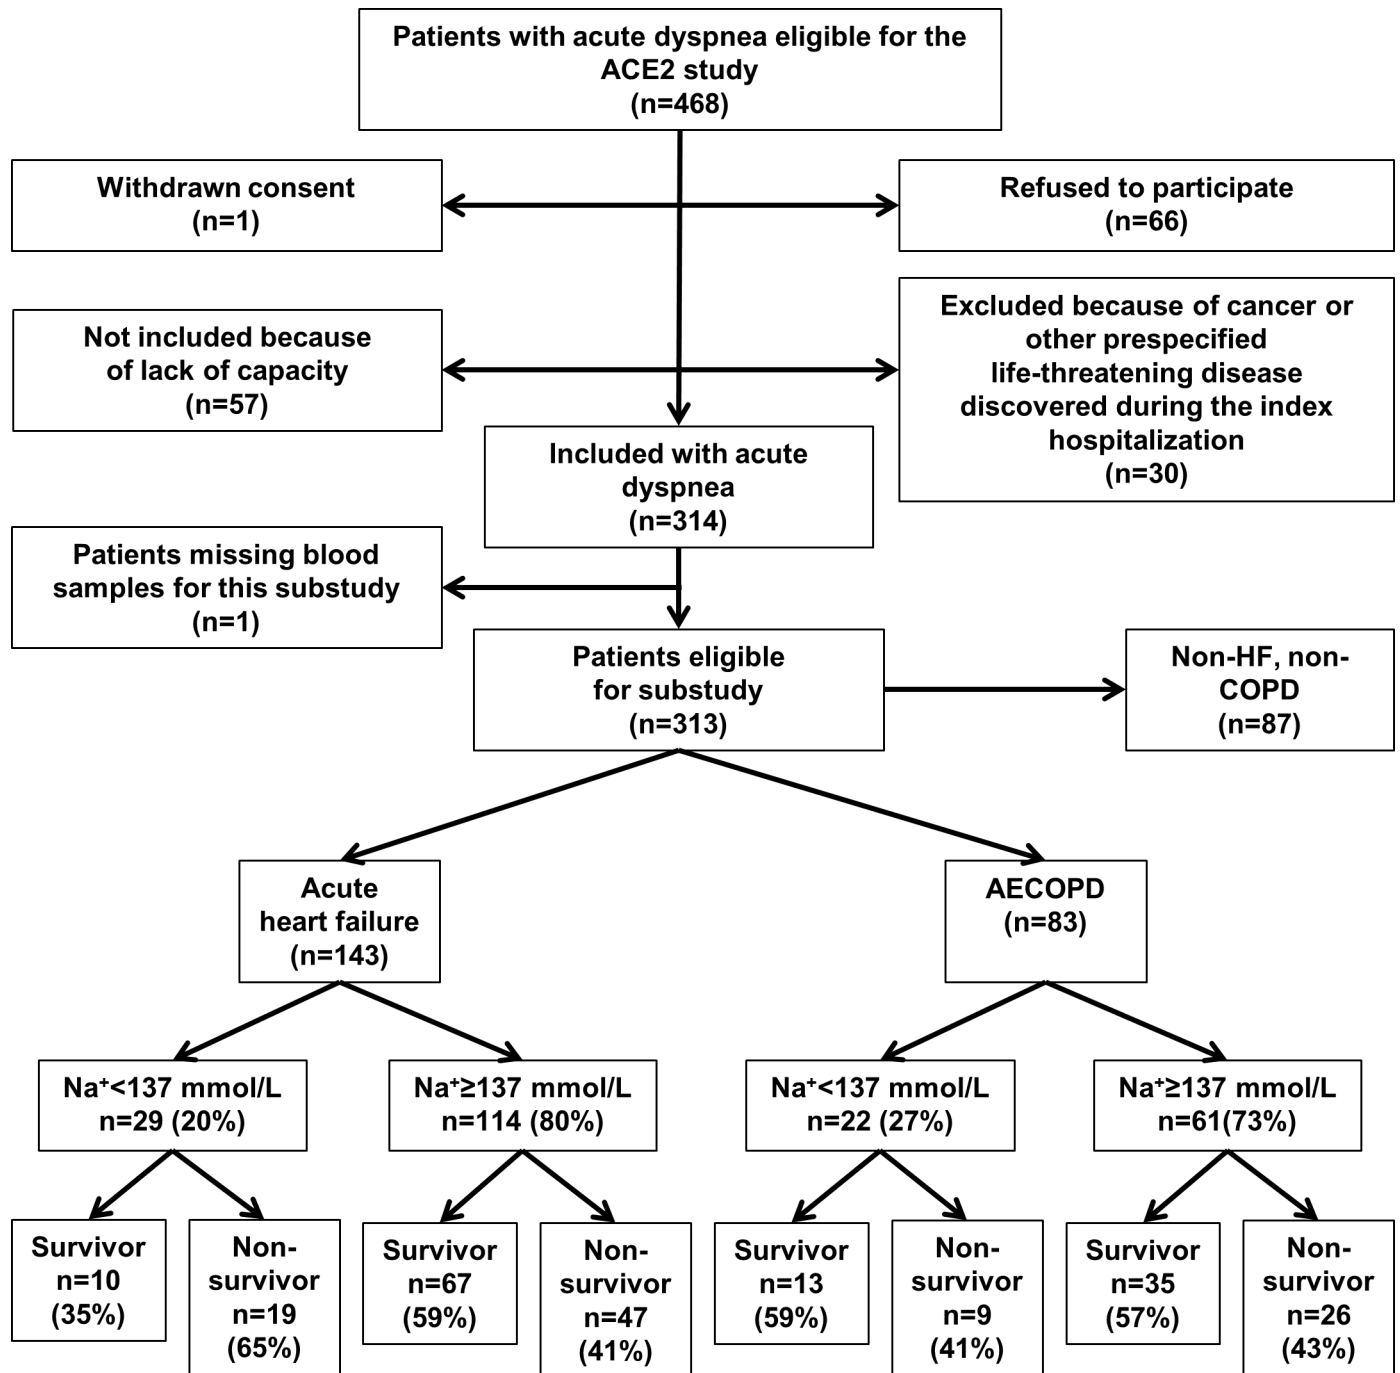 Patients with acute dyspnea eligible for the
ACE2 study
(n=468)
Withdrawn consent
(n=1)
Refused to participate
(n=66)
Not included because
of lack of capacity
(n=57)
Excluded because of cancer or
other prespecified
life-threatening disease
discovered during the index
hospitalization
(n=30)
Included with acute
dyspnea
(n=314)
Patients missing blood
samples for this substudy
(n=1)
Patients eligible
for substudy
(n=313)
Non-HF, non-
COPD
(n=87)
Acute
heart failure
(n=143)
AECOPD
(n=83)
Na⁺<137 mmol/L
n=29 (20%)
Na⁺≥137 mmol/L
n=114 (80%)
Na⁺<137 mmol/L
n=22 (27%)
Na⁺≥137 mmol/L
n=61(73%)
Survivor
n=10
(35%)
Non-
survivor
n=19
(65%)
Survivor
n=67
(59%)
Non-
survivor
n=47
(41%)
Survivor
n=13
(59%)
Non-
survivor
n=9
(41%)
Survivor
n=35
(57%)
Non-
survivor
n=26
(43%)